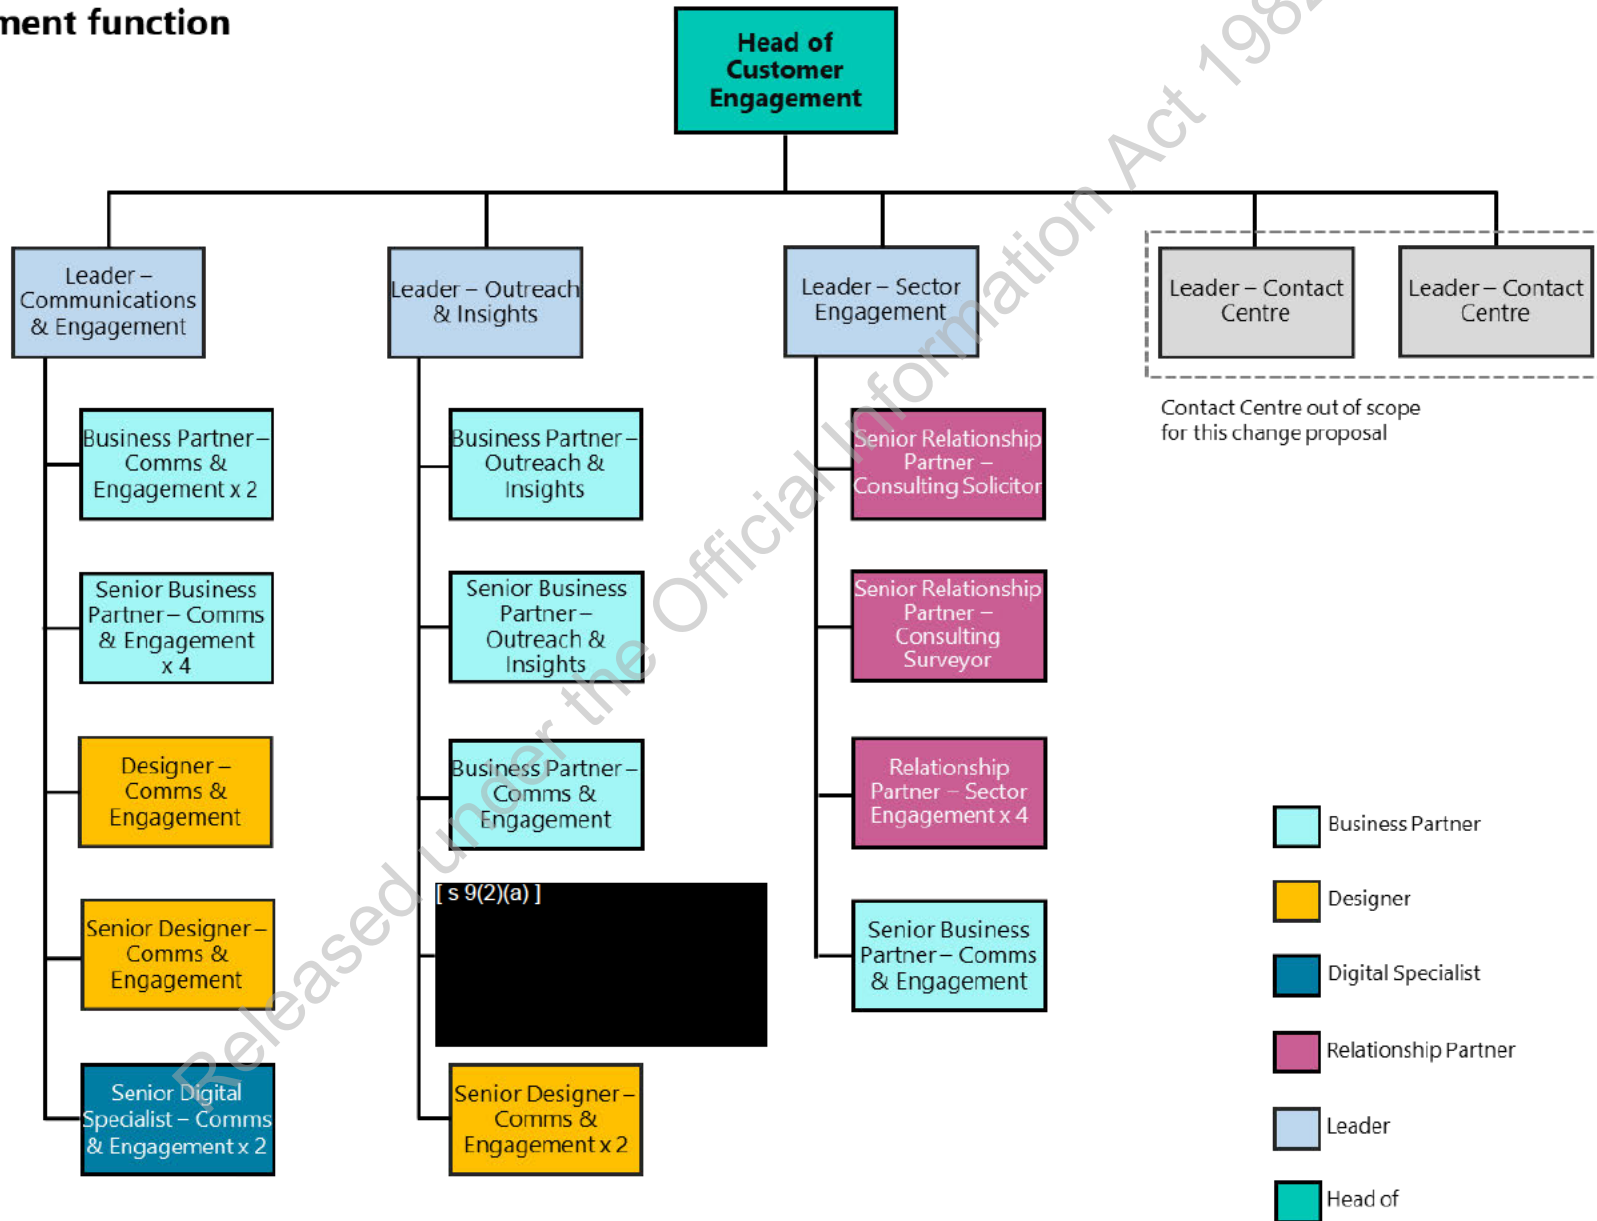 ment function
Head of
Customer
Engagement
Leader –
Communications
& Engagement
Leader – Outreach
& Insights
Leader – Sector
Engagement
Leader – Contact
Centre
Leader – Contact
Centre
Contact Centre out of scope
for this change proposal
Business Partner –
Comms &
Engagement x 2
Senior Business
Partner – Comms
& Engagement
x 4
Designer –
Comms &
Engagement
Senior Designer –
Comms &
Engagement
Senior Digital
Specialist – Comms
& Engagement x 2
Business Partner –
Outreach &
Insights
Senior Business
Partner –
Outreach &
Insights
Business Partner –
Comms &
Engagement
[ s 9(2)(a) ]
Senior Designer –
Comms &
Engagement x 2
Senior Relationship
Partner –
Consulting Solicitor
Senior Relationship
Partner –
Consulting
Surveyor
Relationship
Partner – Sector
Engagement x 4
Senior Business
Partner – Comms
& Engagement
Business Partner
Designer
Digital Specialist
Relationship Partner
Leader
Head of
Released under the Official Information Act 1982